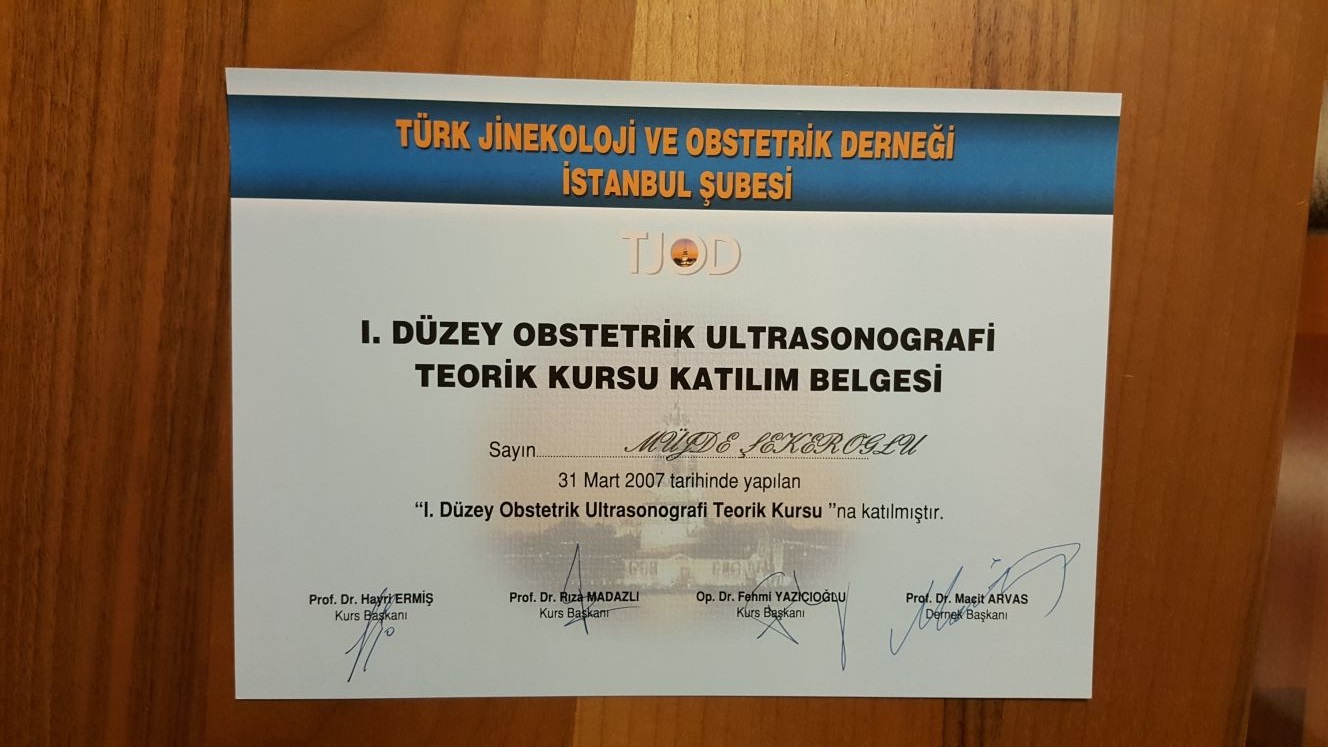 TÜRK JİNEKOLOJİ VE OBSTETRİK DERNEĞİ
İSTANBUL ŞUBESİ
TJOD
I. DÜZEY OBSTETRİK ULTRASONOGRAFİ
TEORİK KURSU KATILIM BELGESİ
Sayın MÜJDE ŞEKEROGLU
31 Mart 2007 tarihinde yapılan
“I. Düzey Obstetrik Ultrasonografi Teorik Kursu ”na katılmıştır.
Prof. Dr. Hayri ERMİŞ Prof. Dr. Rıza MADAZLI Op. Dr. Fehmi YAZICIOĞLU Prof. Dr. Macit ARVAS
Kurs Başkanı Kurs Başkanı Kurs Başkanı Dernek Başkanı